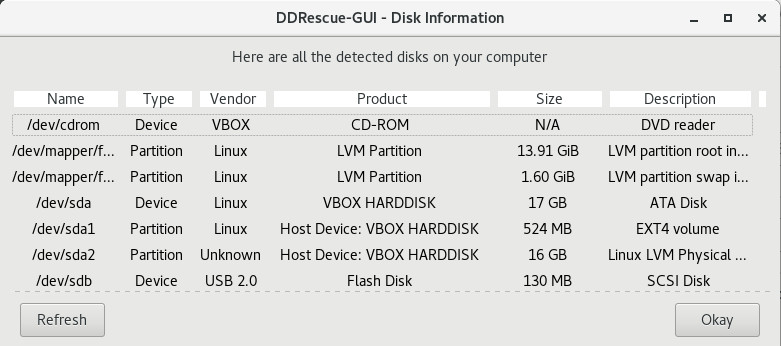 DDRescue-GUI - Disk Information
Here are all the detected disks on your computer
Name Type Vendor Product Size Description
/dev/cdrom Device VBOX CD-ROM N/A DVD reader
/dev/mapper/f... Partition Linux LVM Partition 13.91 GiB LVM partition root in...
/dev/mapper/f... Partition Linux LVM Partition 1.60 GiB LVM partition swap i...
/dev/sda Device Linux VBOX HARDDISK 17 GB ATA Disk
/dev/sda1 Partition Linux Host Device: VBOX HARDDISK 524 MB EXT4 volume
/dev/sda2 Partition Unknown Host Device: VBOX HARDDISK 16 GB Linux LVM Physical ...
/dev/sdb Device USB 2.0 Flash Disk 130 MB SCSI Disk
Refresh Okay